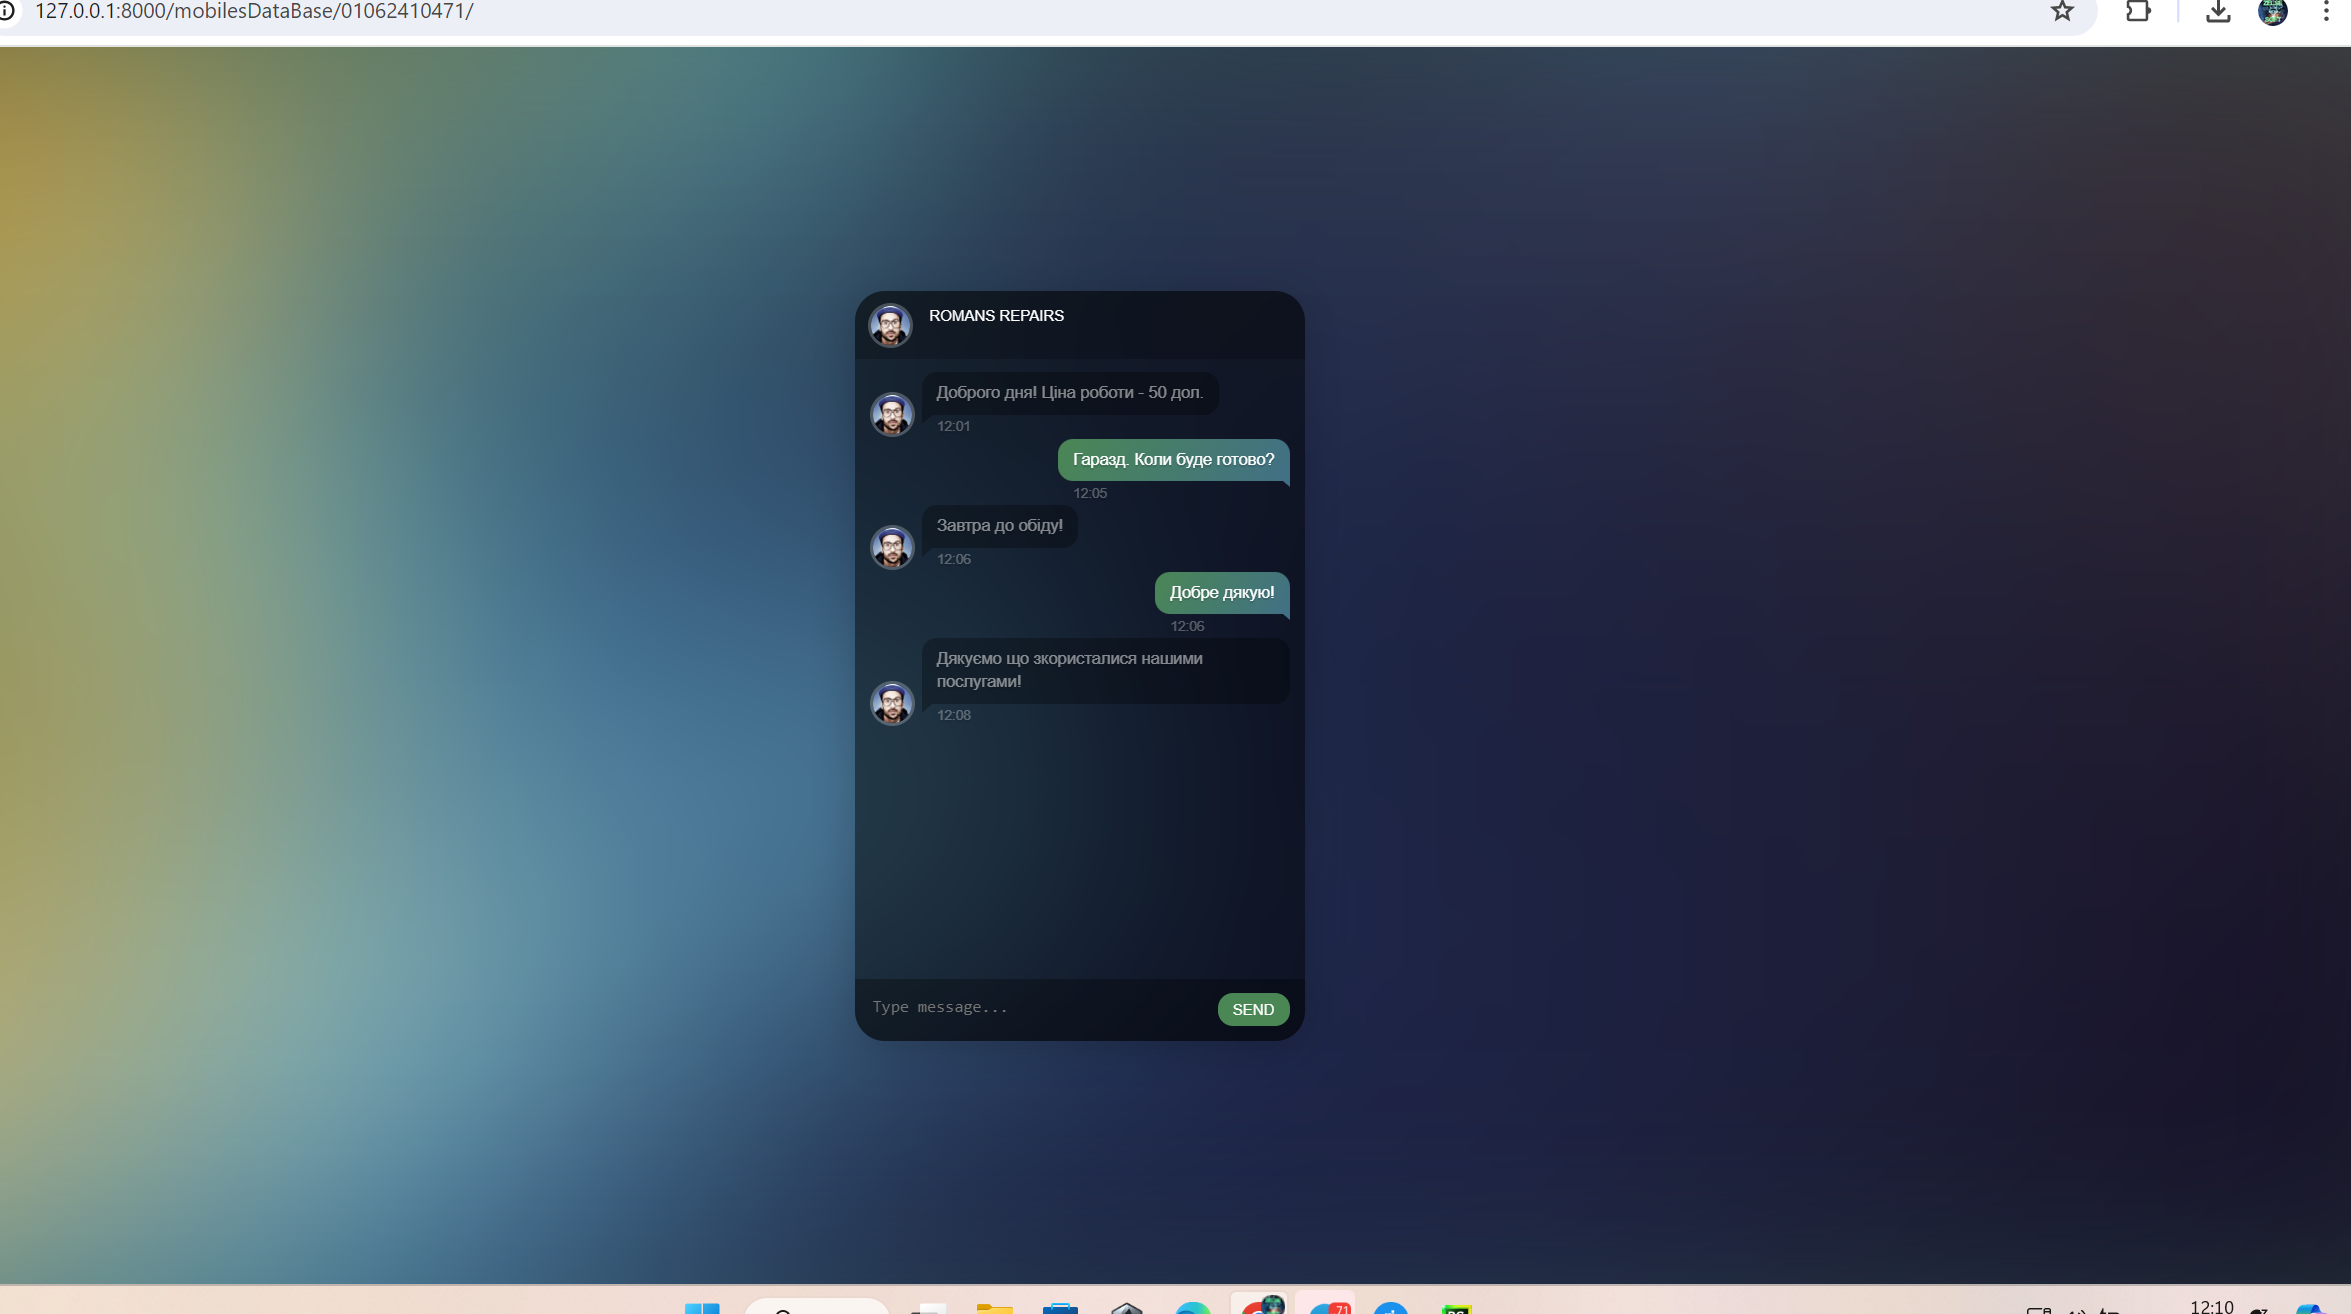 127.0.0.1:8000/mobilesDataBase/01062410471/
ROMANS REPAIRS
Доброго дня! Ціна роботи - 50 дол.
12:01
Гаразд. Коли буде готово?
12:05
Завтра до обіду!
12:06
Добре дякую!
12:06
Дякуємо що зкористалися нашими
послугами!
12:08
Type message...
SEND
71
12:10